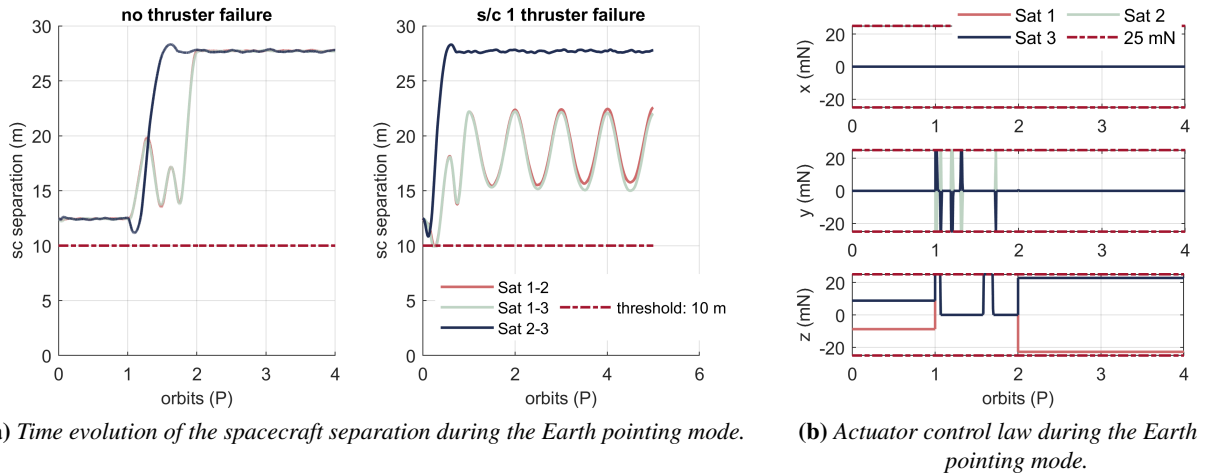 no thruster failure
30
25
20
15
10
5
0
sc separation (m)
0 1 2 3 4
orbits (P)
s/c 1 thruster failure
30
25
20
15
10
5
0
sc separation (m)
Sat 1-2
Sat 1-3
Sat 2-3
threshold: 10 m
0 2 4 6
orbits (P)
) Time evolution of the spacecraft separation during the Earth pointing mode.
Sat 1 Sat 2
Sat 3 25 mN
20
0
-20
x (mN)
0 1 2 3 4
20
0
-20
y (mN)
0 1 2 3 4
20
0
-20
z (mN)
0 1 2 3 4
orbits (P)
(b) Actuator control law during the Earth
pointing mode.